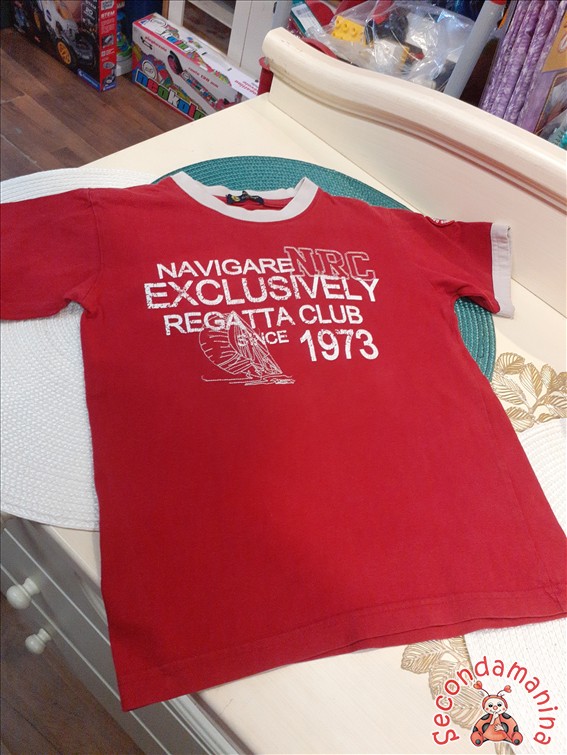 NAVIGARE NRC
EXCLUSIVELY
REGATTA CLUB
SINCE 1973
Secondamanina